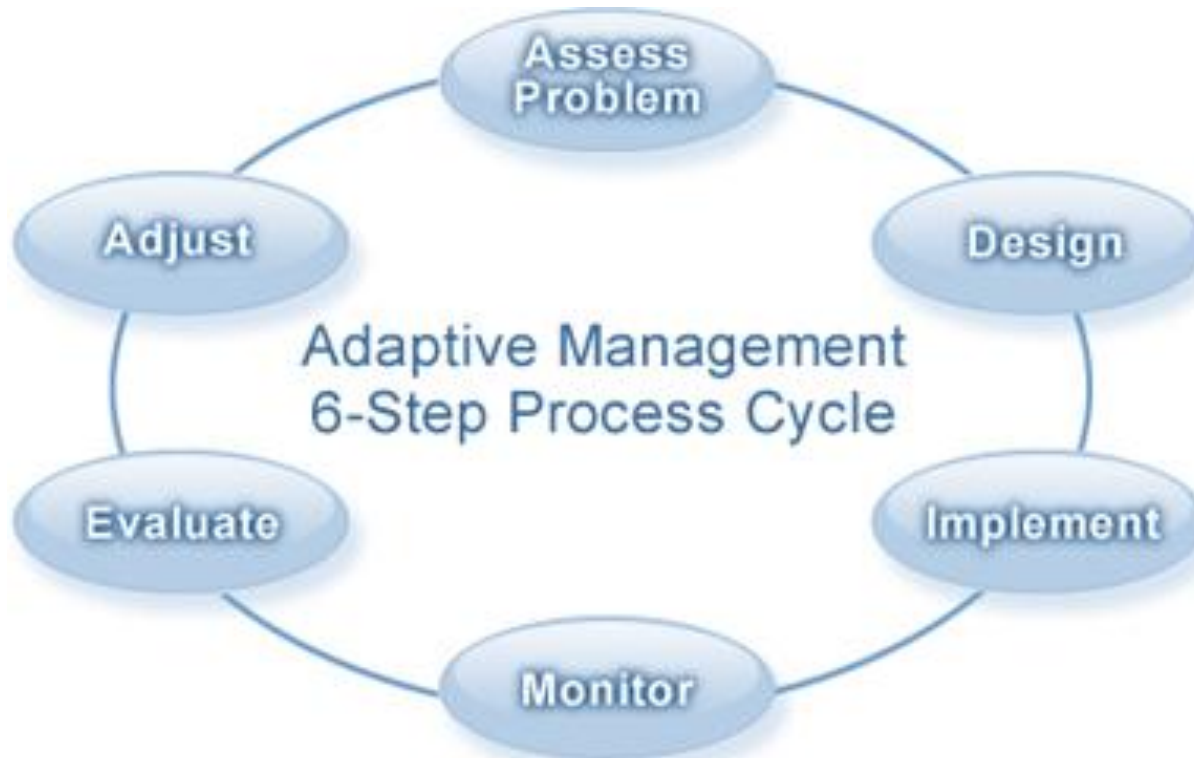 Assess
Problem
Adjust
Design
Adaptive Management
6-Step Process Cycle
Evaluate
Implement
Monitor